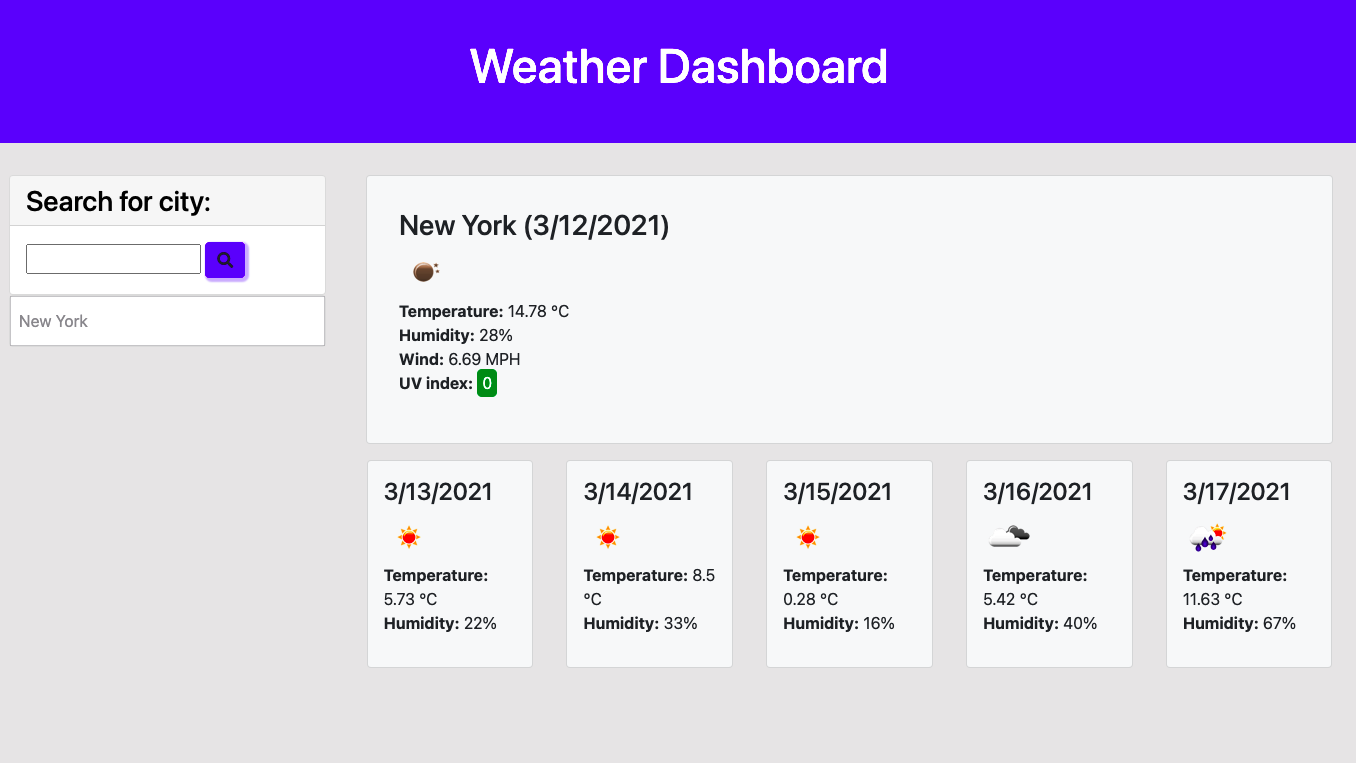 Weather Dashboard
Search for city:
New York
New York (3/12/2021)
Temperature: 14.78 °C
Humidity: 28%
Wind: 6.69 MPH
UV index: 0
3/13/2021
Temperature:
5.73 °C
Humidity: 22%
3/14/2021
Temperature: 8.5
°C
Humidity: 33%
3/15/2021
Temperature:
0.28 °C
Humidity: 16%
3/16/2021
Temperature:
5.42 °C
Humidity: 40%
3/17/2021
Temperature:
11.63 °C
Humidity: 67%